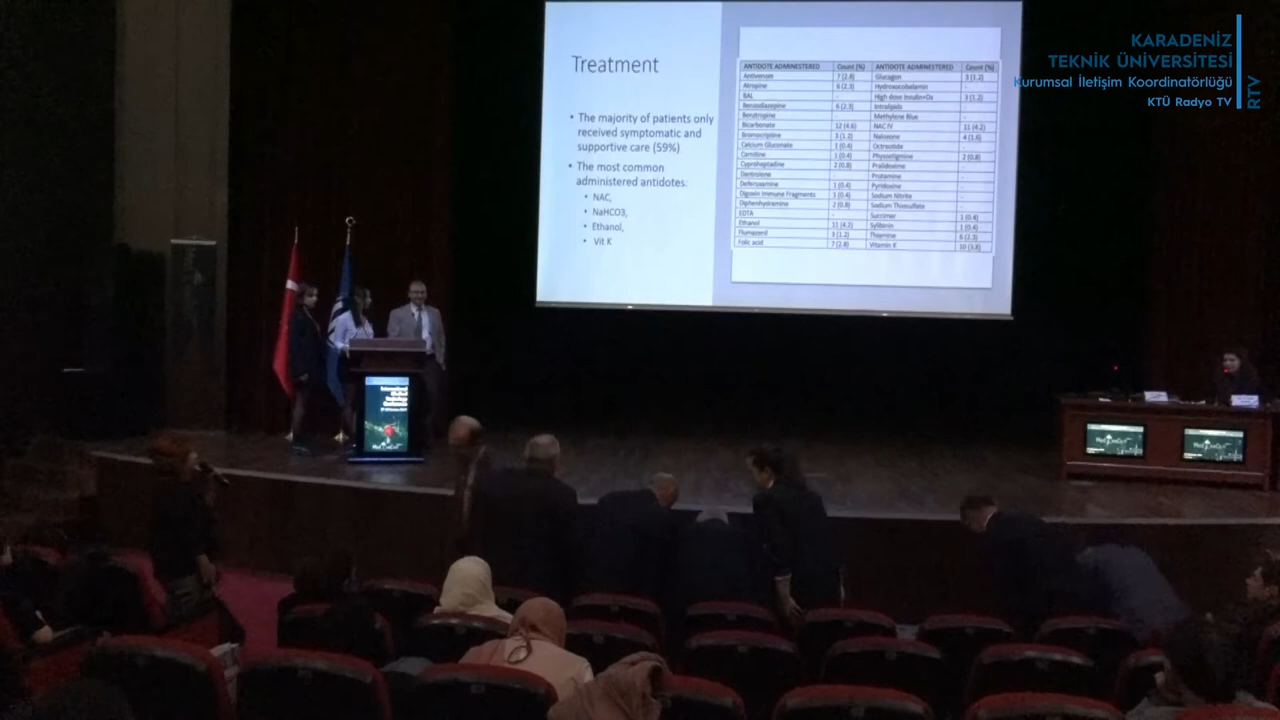 KARADENİZ
TEKNİK ÜNİVERSİTESİ
Kurumsal İletişim Koordinatörlüğü
KTÜ Radyo TV
RTV
Treatment
• The majority of patients only
received symptomatic and
supportive care (59%)
• The most common
administered antidotes:
• NAC,
• NaHCO3,
• Ethanol,
• Vit K
ANTIDOTE ADMINESTERED Count (%) ANTIDOTE ADMINESTERED Count (%)
Antivenom 7 (2.8) Glucagon 3 (1.2)
Atropine 6 (2.3) Hydroxocobalamin -
BAL - High dose insulin+Dx 3 (1.2)
Benzodiazepine 6 (2.3) Intralipids -
Benztropine - Methylene Blue -
Bicarbonate 12 (4.6) NAC IV 11 (4.2)
Bromocriptine 3 (1.2) Naloxone 4 (1.6)
Calcium Gluconate 1 (0.4) Octreotide -
Carnitine 1 (0.4) Physostigmine 2 (0.8)
Cyproheptadine 2 (0.8) Pralidoxime -
Dantrolene - Protamine -
Deferoxamine 1 (0.4) Pyridoxine -
Digoxin Immune Fragments 1 (0.4) Sodium Nitrite -
Diphenhydramine 2 (0.8) Sodium Thiosulfate -
EDTA - Succimer 1 (0.4)
Ethanol 11 (4.2) Sylibinin 1 (0.4)
Flumazenil 3 (1.2) Thiamine 6 (2.3)
Folic acid 7 (2.8) Vitamin K 10 (3.8)
International